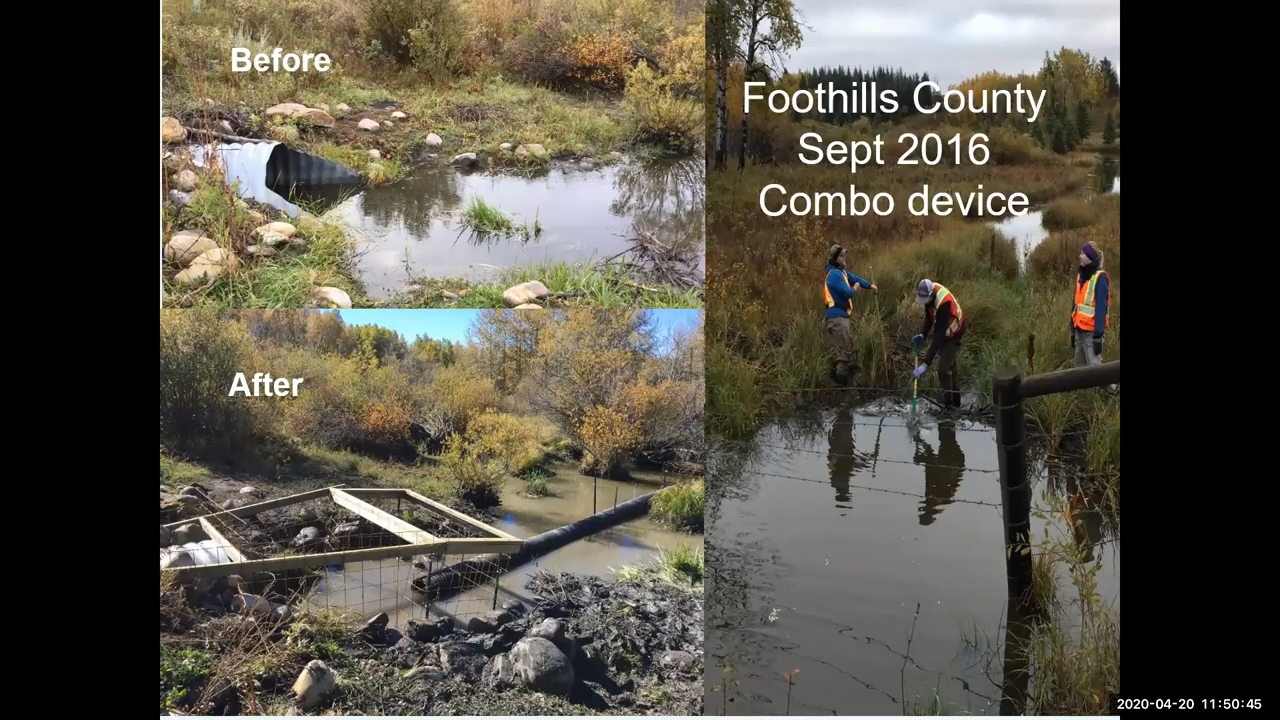 Before
After
Foothills County
Sept 2016
Combo device
2020-04-20 11:50:45